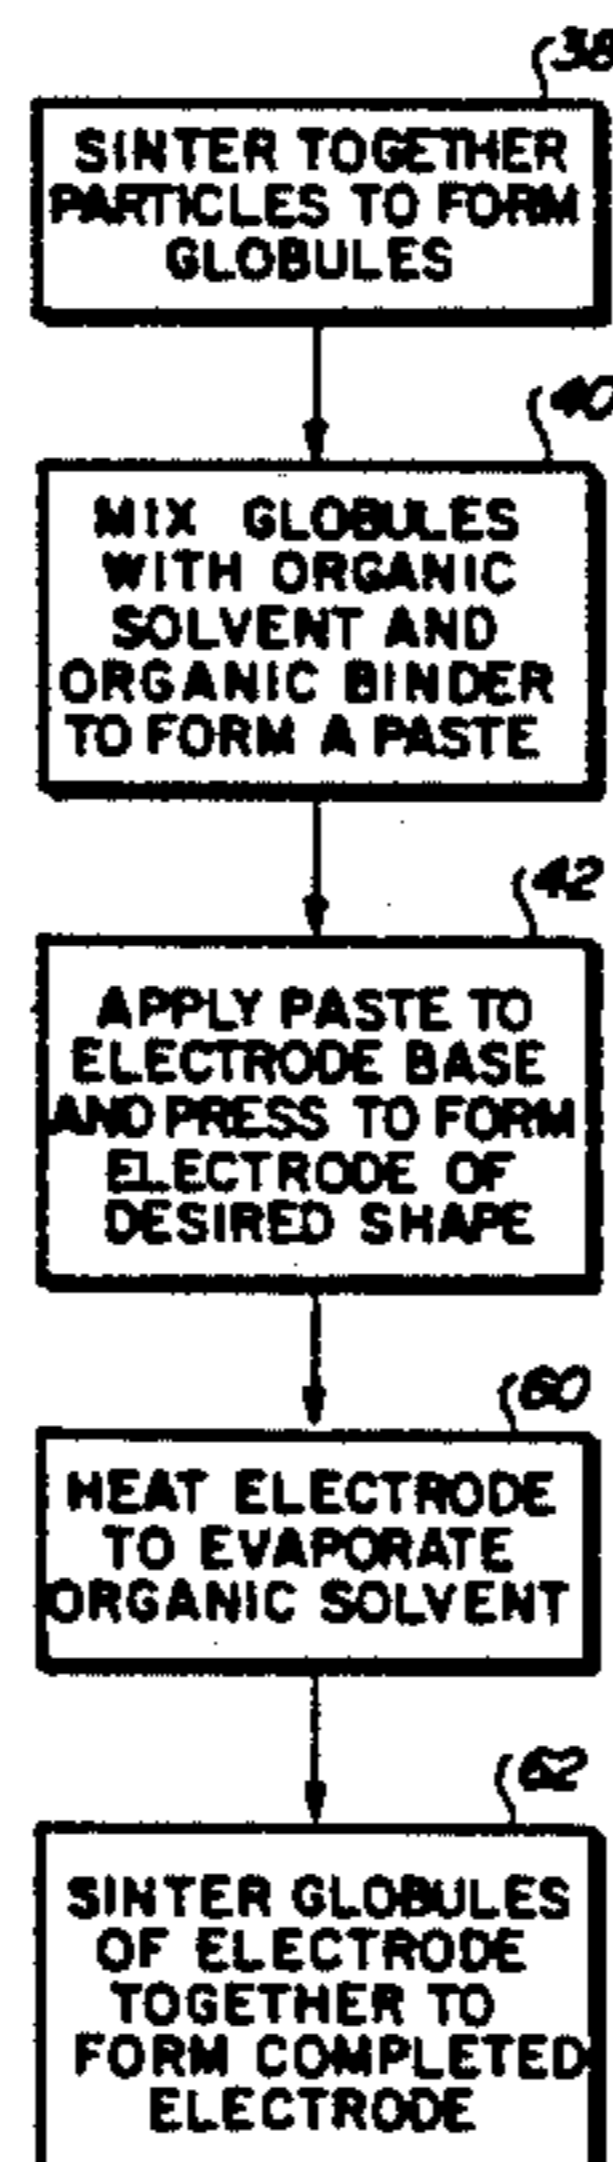 38
SINTER TOGETHER
PARTICLES TO FORM
GLOBULES
40
MIX GLOBULES
WITH ORGANIC
SOLVENT AND
ORGANIC BINDER
TO FORM A PASTE
42
APPLY PASTE TO
ELECTRODE BASE
AND PRESS TO FORM
ELECTRODE OF
DESIRED SHAPE
60
HEAT ELECTRODE
TO EVAPORATE
ORGANIC SOLVENT
62
SINTER GLOBULES
OF ELECTRODE
TOGETHER TO
FORM COMPLETED
ELECTRODE